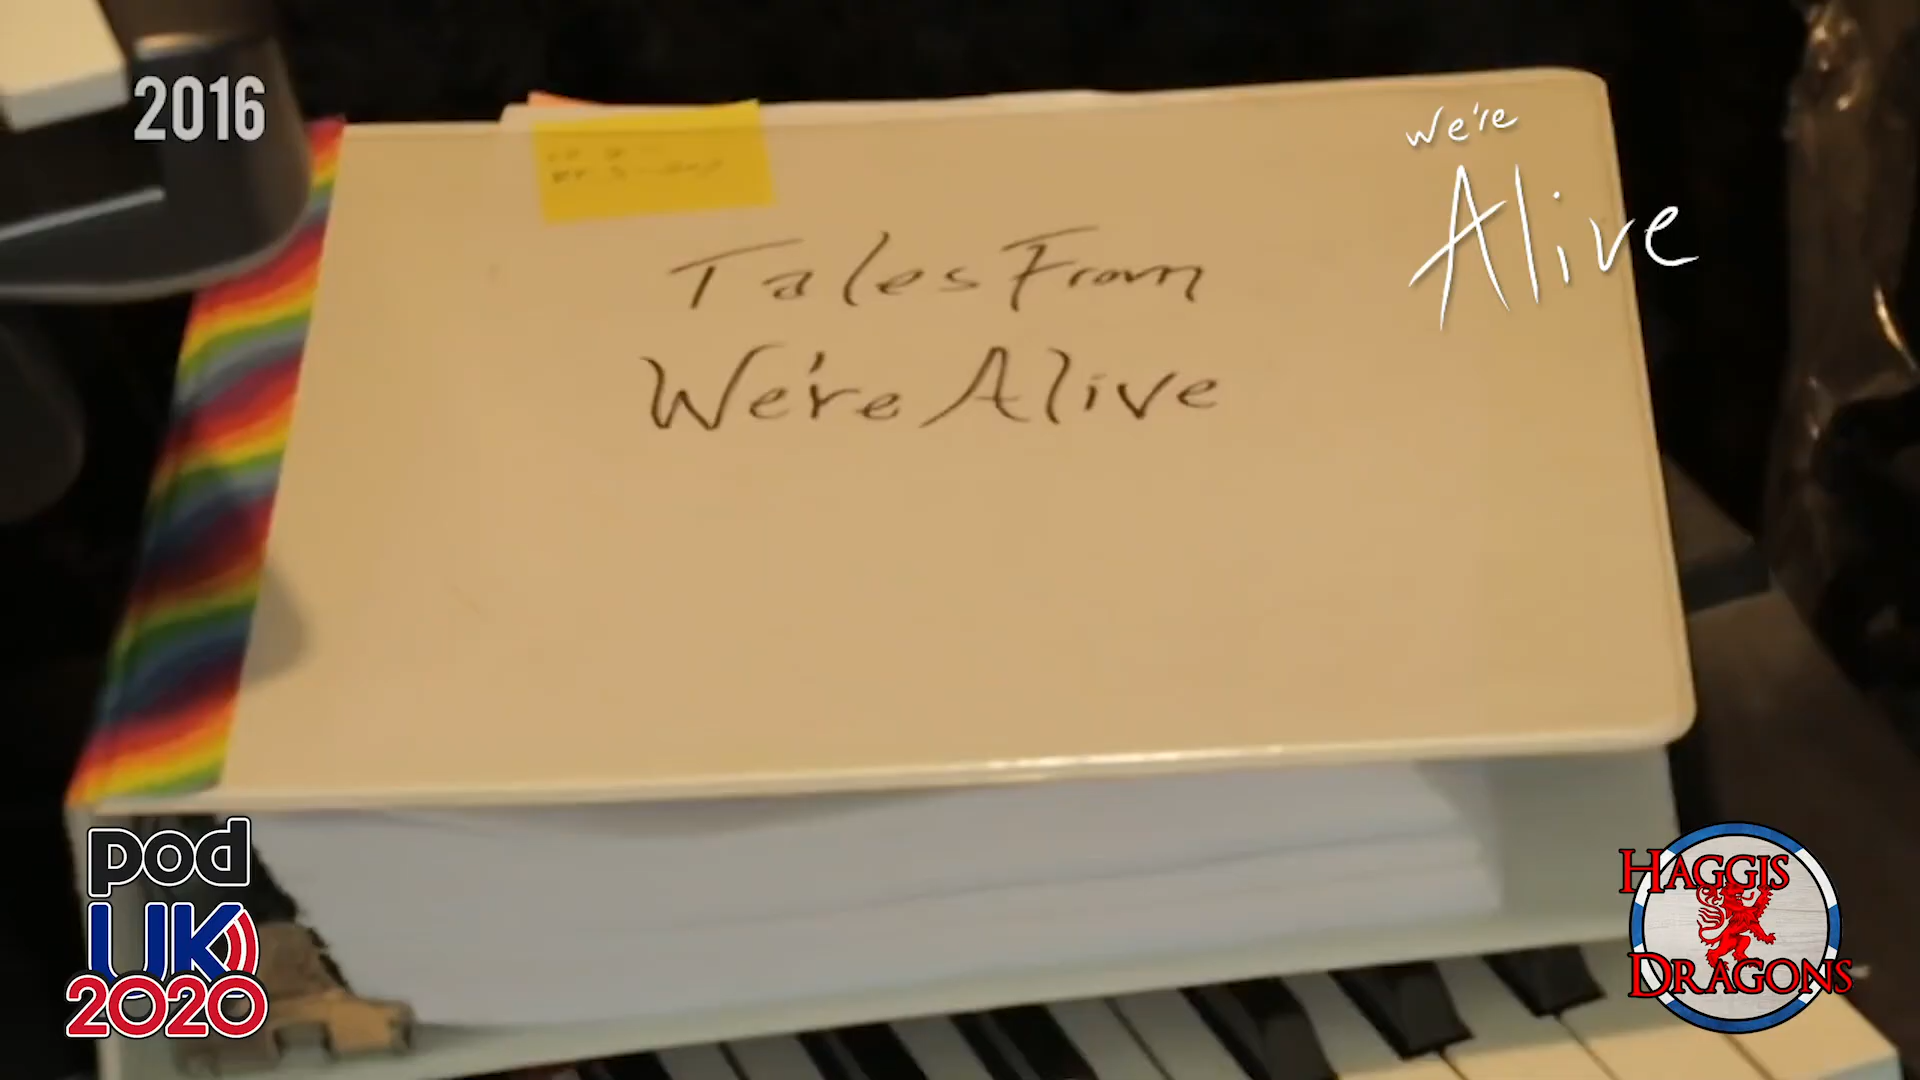 2016
We're
Alive
Tales From
We're Alive
pod
UK
2020
HAGGIS
DRAGONS